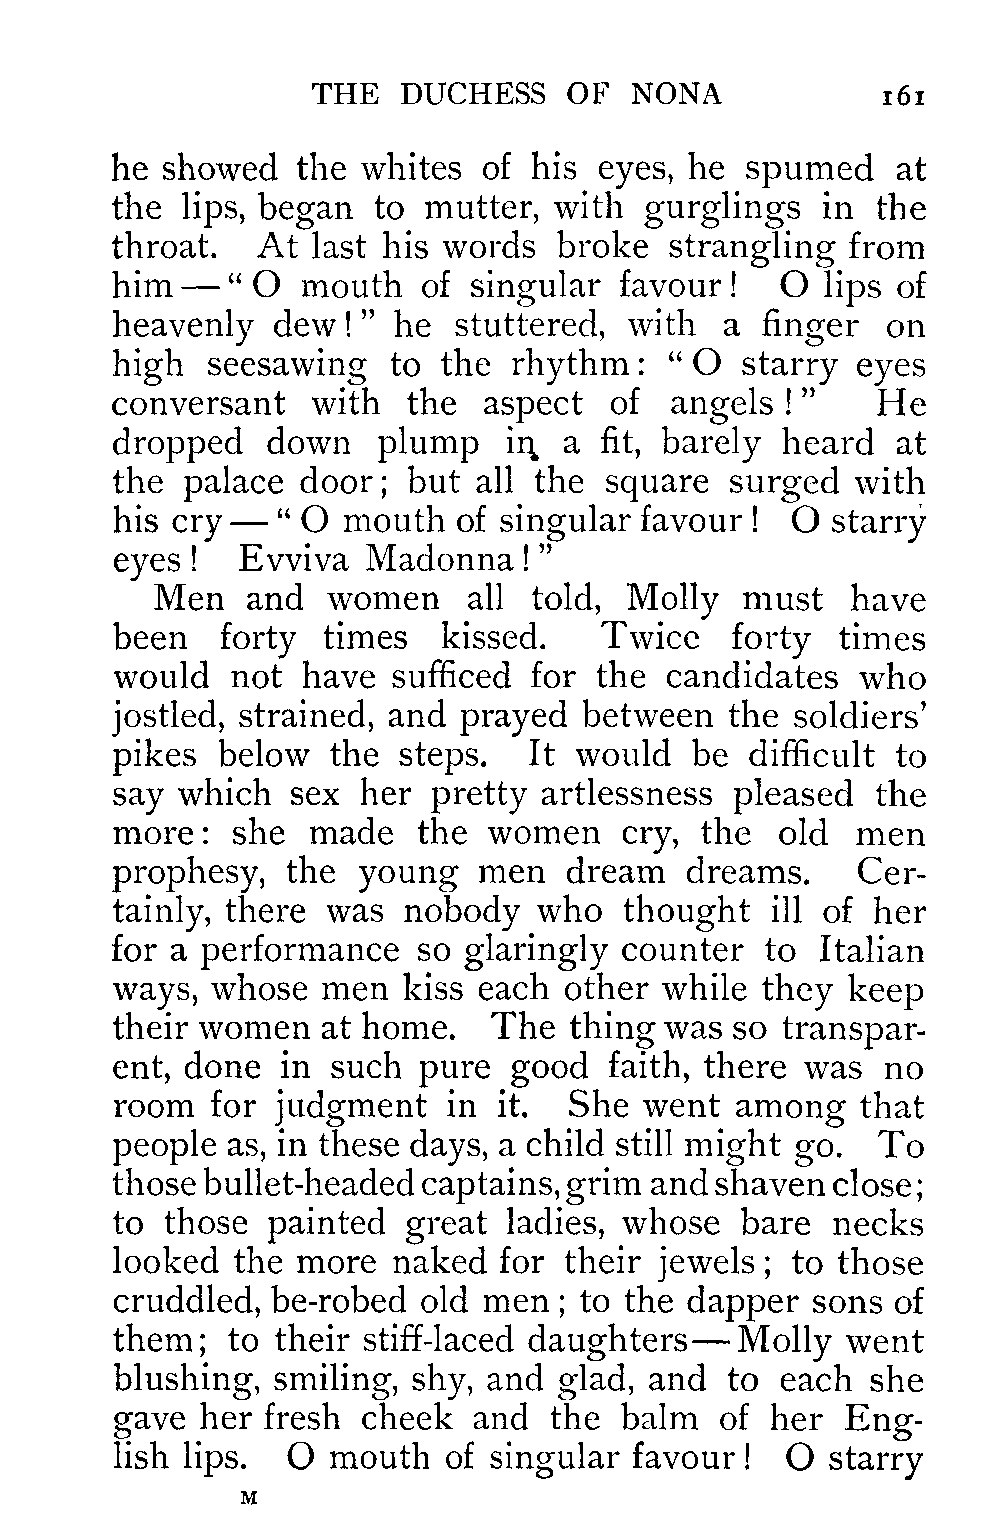 THE DUCHESS OF NONA 161
he showed the whites of his eyes, he spumed at
the lips, began to mutter, with gurglings in the
throat. At last his words broke strangling from
him—“O mouth of singular favour! O lips of
heavenly dew!” he stuttered, with a finger on
high seesawing to the rhythm: “O starry eyes
conversant with the aspect of angels!” He
dropped down plump in a fit, barely heard at
the palace door; but all the square surged with
his cry—“O mouth of singular favour! O starry
eyes! Evviva Madonna!”
Men and women all told, Molly must have
been forty times kissed. Twice forty times
would not have sufficed for the candidates who
jostled, strained, and prayed between the soldiers’
pikes below the steps. It would be difficult to
say which sex her pretty artlessness pleased the
more: she made the women cry, the old men
prophesy, the young men dream dreams. Cer-
tainly, there was nobody who thought ill of her
for a performance so glaringly counter to Italian
ways, whose men kiss each other while they keep
their women at home. The thing was so transpar-
ent, done in such pure good faith, there was no
room for judgment in it. She went among that
people as, in these days, a child still might go. To
those bullet-headed captains, grim and shaven close;
to those painted great ladies, whose bare necks
looked the more naked for their jewels; to those
cruddled, be-robed old men; to the dapper sons of
them; to their stiff-laced daughters—Molly went
blushing, smiling, shy, and glad, and to each she
gave her fresh cheek and the balm of her Eng-
lish lips. O mouth of singular favour! O starry
M